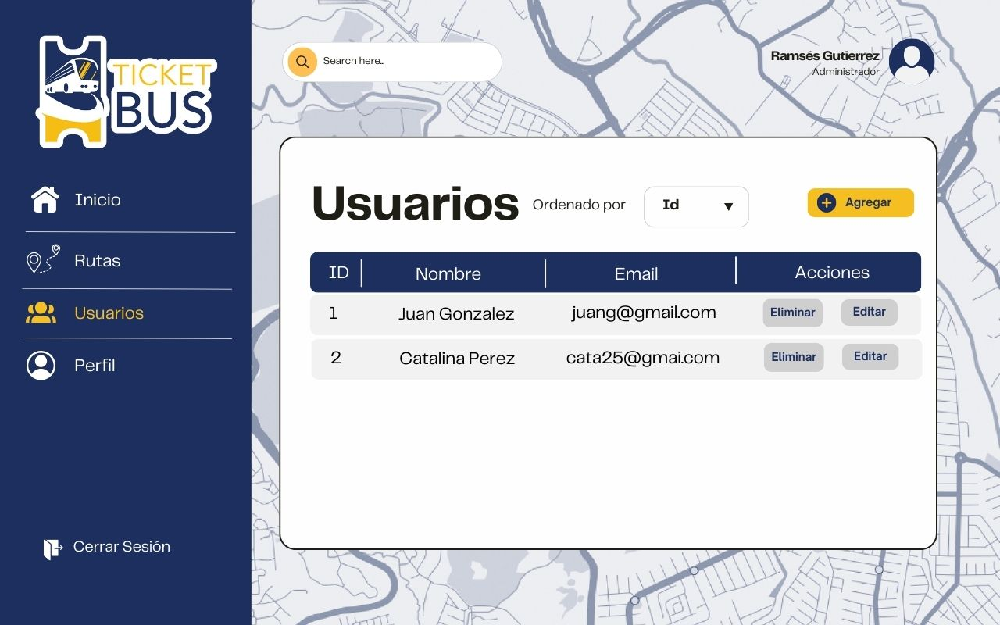 TICKET
BUS
Inicio
Rutas
Usuarios
Perfil
Cerrar Sesión
Search here...
Ramsés Gutierrez
Administrador
Usuarios Ordenado por Id Agregar
ID Nombre Email Acciones
1 Juan Gonzalez juang@gmail.com Eliminar Editar
2 Catalina Perez cata25@gmai.com Eliminar Editar